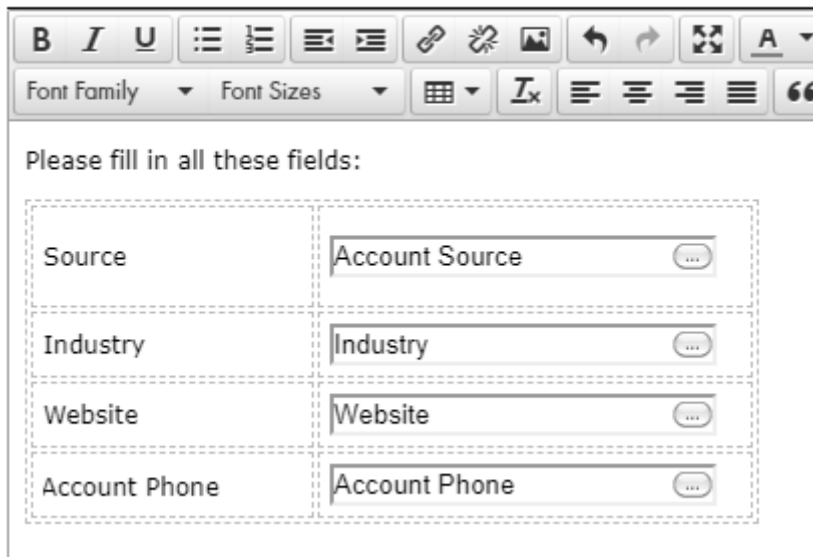 B I U A
Font Family Font Sizes Tx
Please fill in all these fields:
Source Account Source ...
Industry Industry ...
Website Website ...
Account Phone Account Phone ...